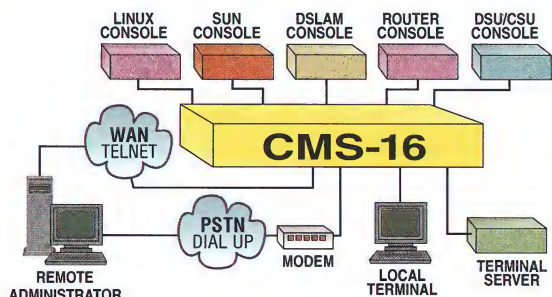 LINUX
CONSOLE
SUN
CONSOLE
DSLAM
CONSOLE
ROUTER
CONSOLE
DSU/CSU
CONSOLE
WAN
TELNET
CMS-16
PSTN
DIAL UP
MODEM
REMOTE
ADMINISTRATOR
LOCAL
TERMINAL
TERMINAL
SERVER